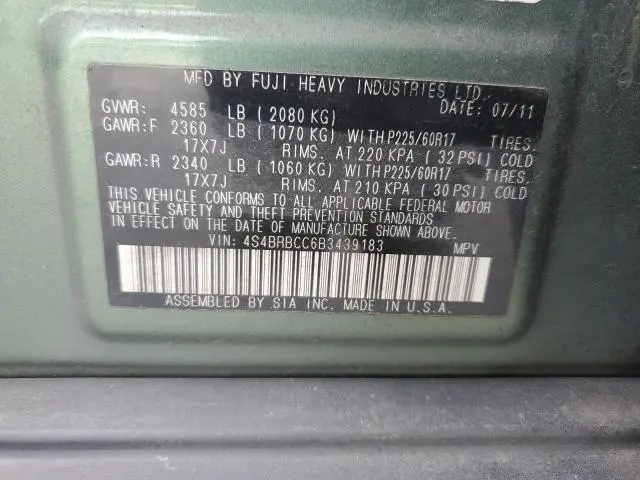 MFD BY FUJI HEAVY INDUSTRIES LTD.
GVWR: 4585 LB ( 2080 KG) DATE: 07/11
GAWR:F 2360 LB ( 1070 KG) WITH P225/60R17 TIRES.
17X7J RIMS. AT 220 KPA ( 32 PSI) COLD
GAWR:R 2340 LB ( 1060 KG) WITH P225/60R17 TIRES.
17X7J RIMS. AT 210 KPA ( 30 PSI) COLD
THIS VEHICLE CONFORMS TO ALL APPLICABLE FEDERAL MOTOR
VEHICLE SAFETY AND THEFT PREVENTION STANDARDS
IN EFFECT ON THE DATE OF MANUFACTURE SHOWN ABOVE.
VIN: 4S4BRBCC6B3439183 MPV
ASSEMBLED BY SIA INC. MADE IN U.S.A.